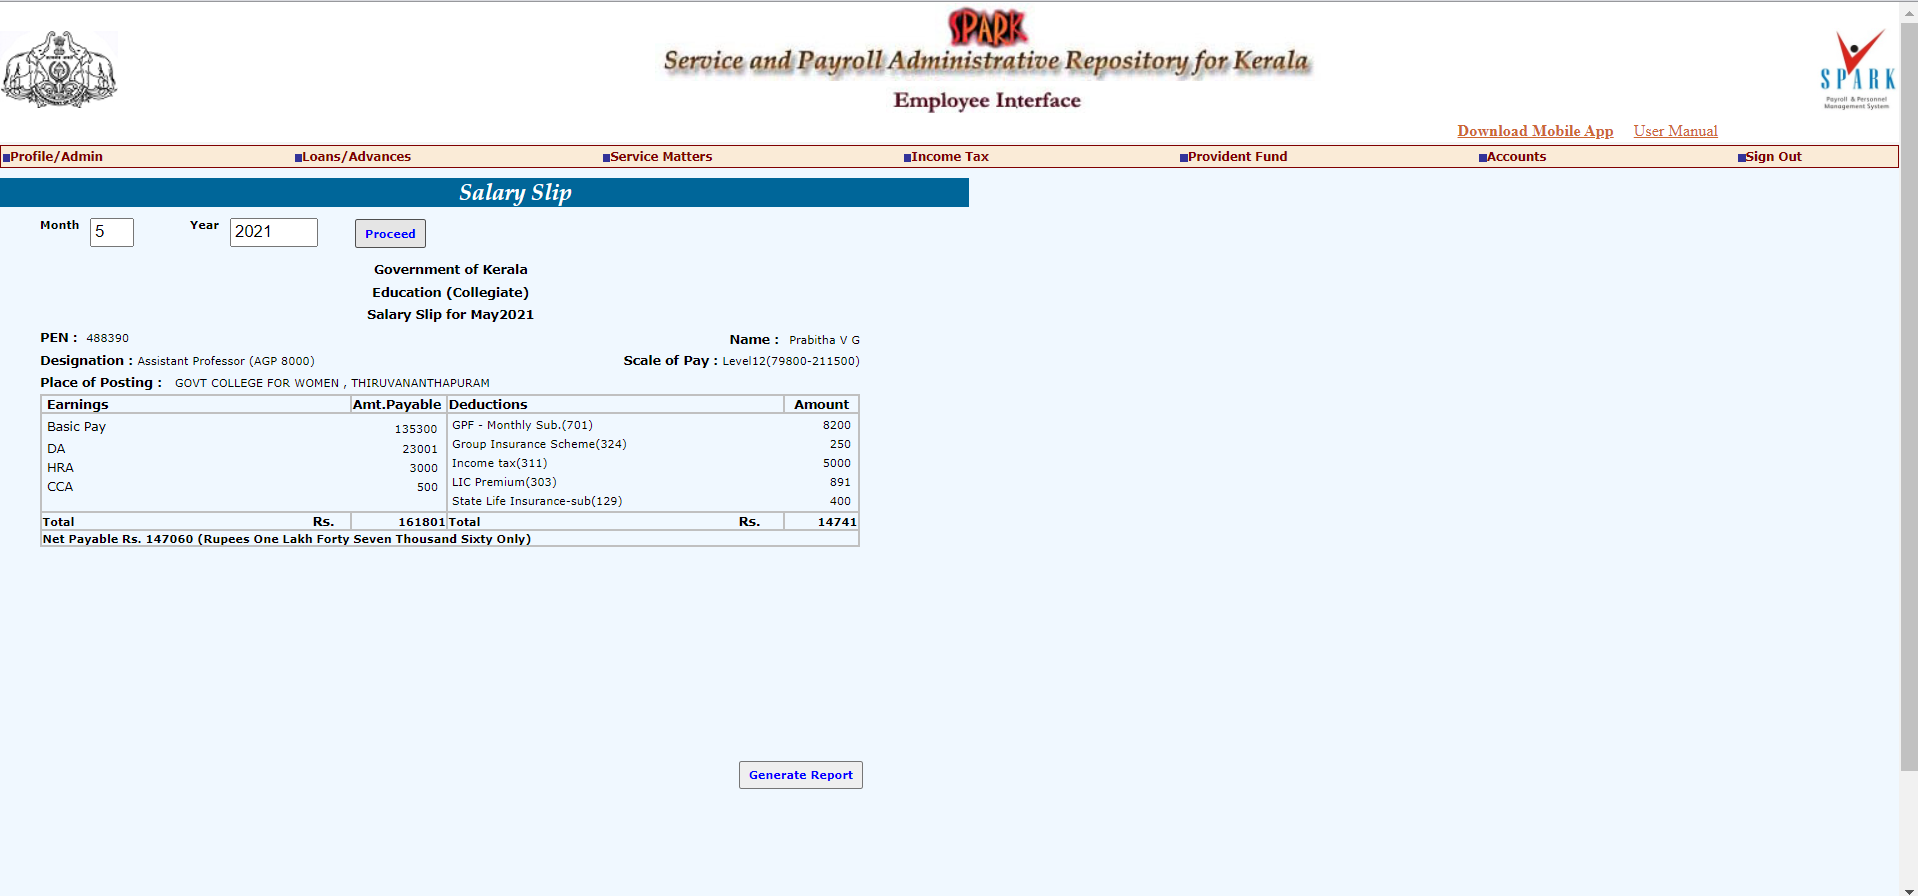 SPARK
Service and Payroll Administrative Repository for Kerala
Employee Interface
SPARK
Payroll & Personnel
Management System
Download Mobile App User Manual
Profile/Admin Loans/Advances Service Matters Income Tax Provident Fund Accounts Sign Out
Salary Slip
Month 5 Year 2021 Proceed
Government of Kerala
Education (Collegiate)
Salary Slip for May2021
PEN : 488390 Name : Prabitha V G
Designation : Assistant Professor (AGP 8000) Scale of Pay : Level12(79800-211500)
Place of Posting : GOVT COLLEGE FOR WOMEN , THIRUVANANTHAPURAM
Earnings Amt.Payable Deductions Amount
Basic Pay 135300 GPF - Monthly Sub.(701) 8200
DA 23001 Group Insurance Scheme(324) 250
HRA 3000 Income tax(311) 5000
CCA 500 LIC Premium(303) 891
State Life Insurance-sub(129) 400
Total Rs. 161801 Total Rs. 14741
Net Payable Rs. 147060 (Rupees One Lakh Forty Seven Thousand Sixty Only)
Generate Report